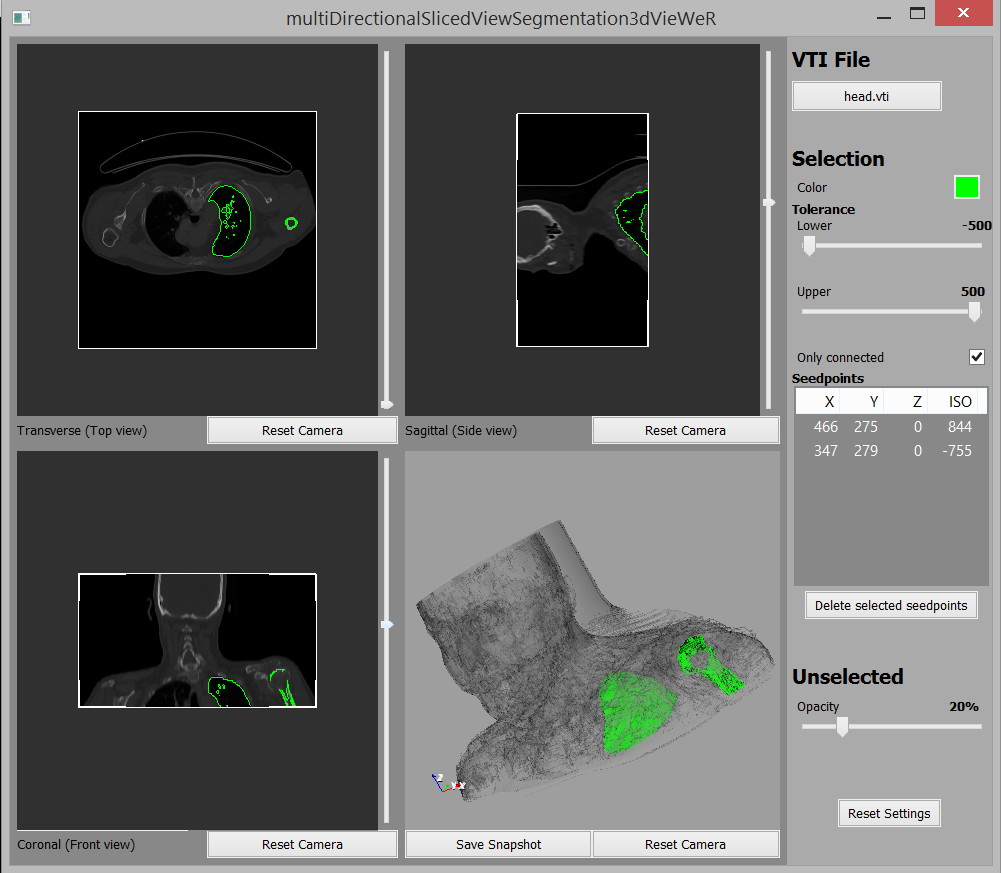 multiDirectionalSlicedViewSegmentation3dVieWeR
VTI File
head.vti
Selection
Color
Tolerance
Lower -500
Upper 500
Only connected
Seedpoints
X Y Z ISO
466 275 0 844
347 279 0 -755
Delete selected seedpoints
Unselected
Opacity 20%
Reset Settings
Transverse (Top view) Reset Camera
Sagittal (Side view) Reset Camera
Coronal (Front view) Reset Camera
Save Snapshot Reset Camera